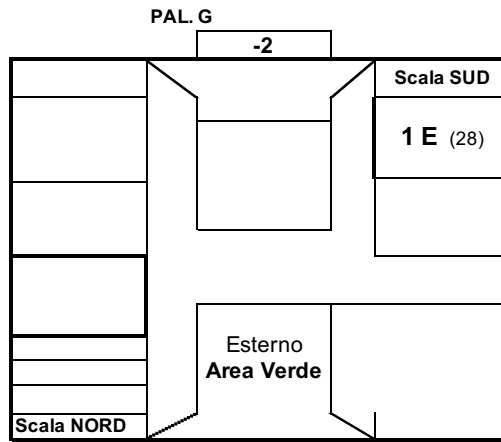 PAL. G
-2
Scala SUD
1 E (28)
Esterno
Area Verde
Scala NORD